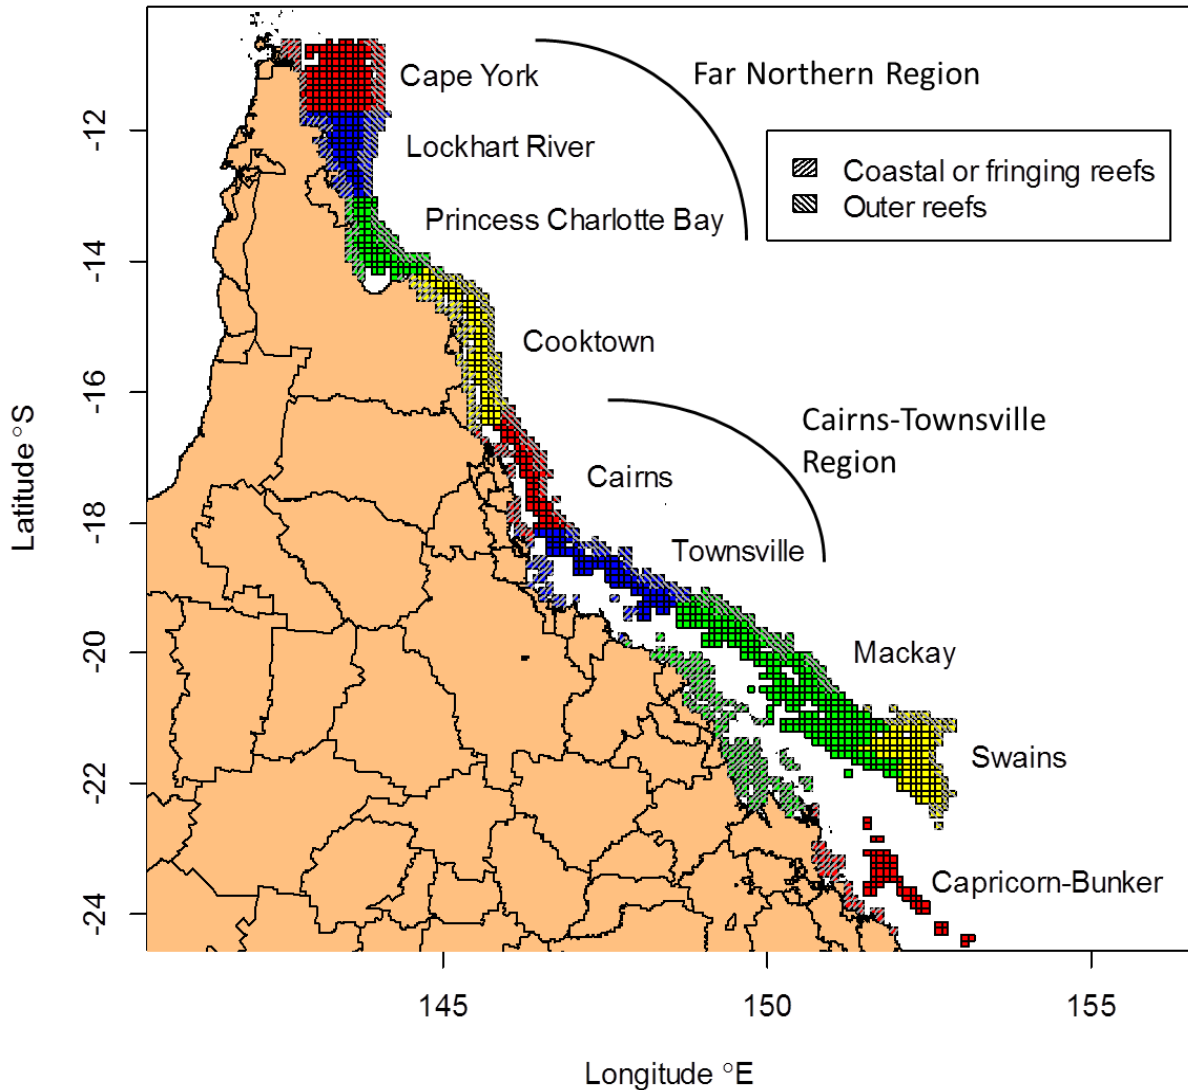 Far Northern Region
Cape York
Lockhart River
Princess Charlotte Bay
Coastal or fringing reefs
Outer reefs
Cooktown
Cairns-Townsville
Region
Cairns
Townsville
Mackay
Swains
Capricorn-Bunker
-12
-14
-16
-18
-20
-22
-24
Latitude °S
145
150
155
Longitude °E